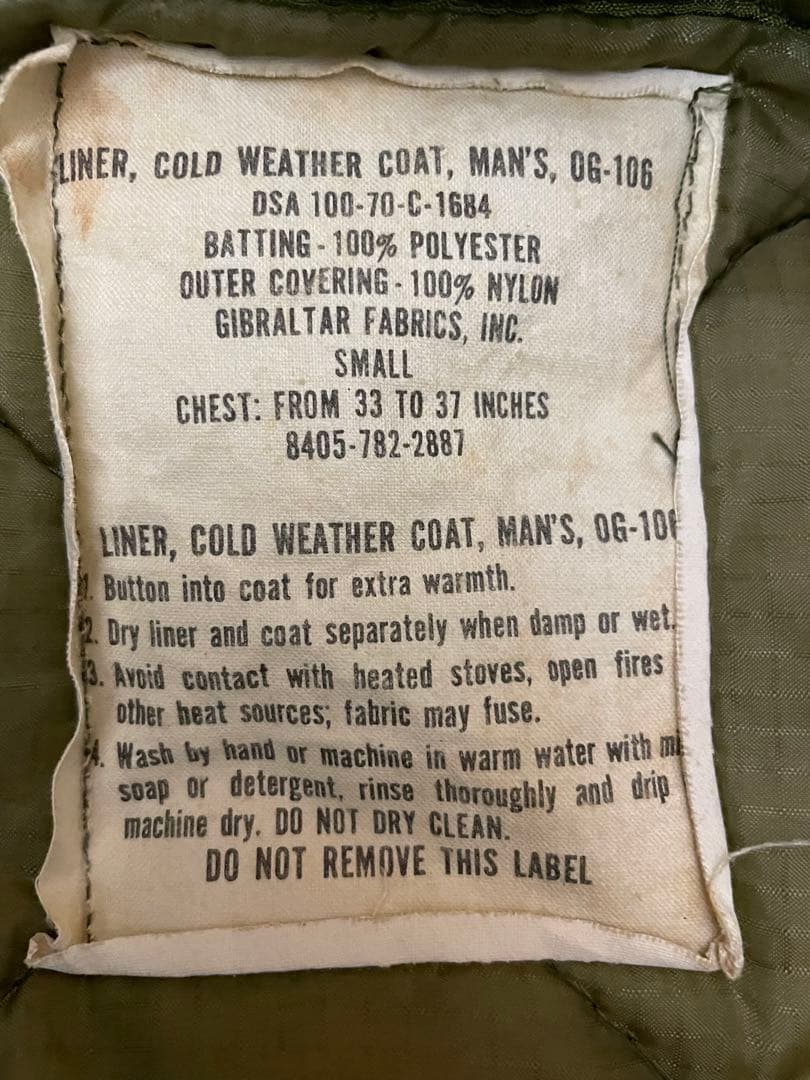 LINER, COLD WEATHER COAT, MAN'S, OG-106
DSA 100-70-C-1684
BATTING - 100% POLYESTER
OUTER COVERING - 100% NYLON
GIBRALTAR FABRICS, INC.
SMALL
CHEST: FROM 33 TO 37 INCHES
8405-782-2887
LINER, COLD WEATHER COAT, MAN'S, OG-106
1. Button into coat for extra warmth.
2. Dry liner and coat separately when damp or wet.
3. Avoid contact with heated stoves, open fires
other heat sources; fabric may fuse.
4. Wash by hand or machine in warm water with
soap or detergent, rinse thoroughly and drip
machine dry. DO NOT DRY CLEAN.
DO NOT REMOVE THIS LABEL